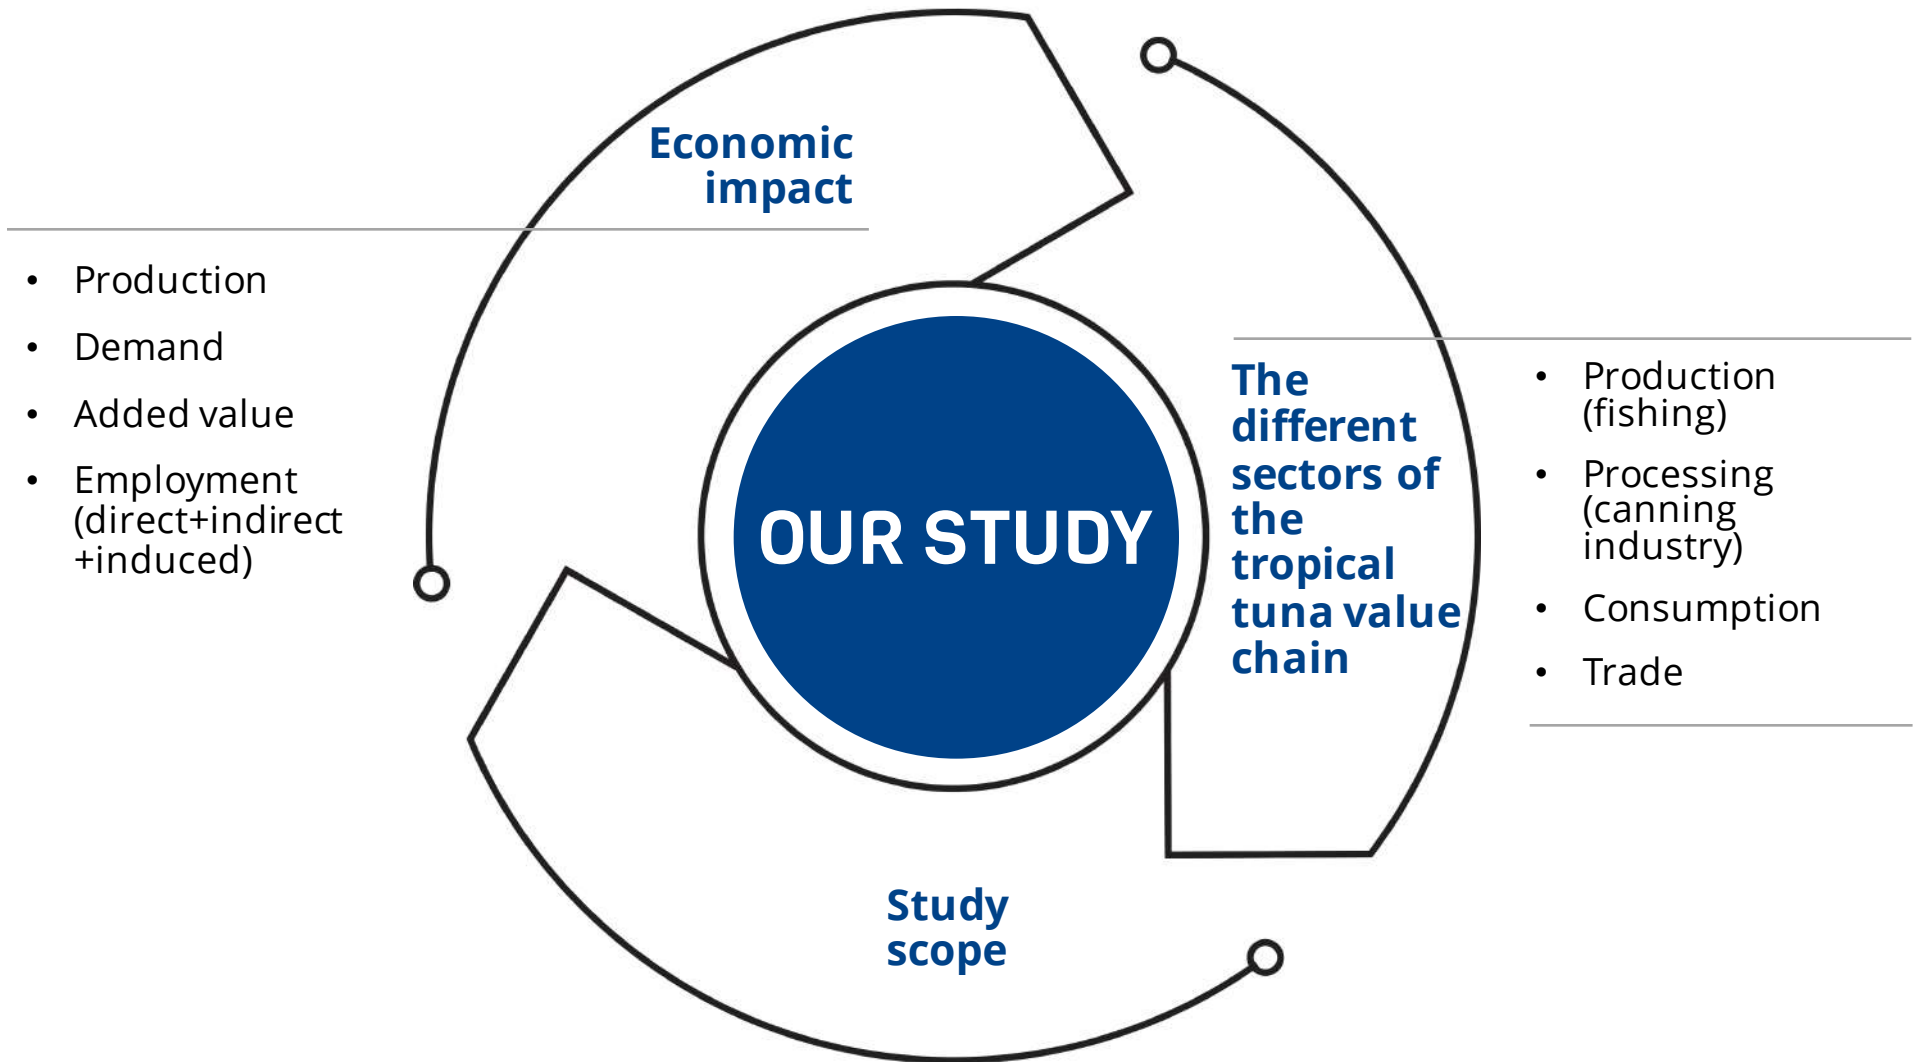 Economic
impact
• Production
• Demand
• Added value
• Employment
(direct+indirect
+induced)
OUR STUDY
The
different
sectors of
the
tropical
tuna value
chain
• Production
(fishing)
• Processing
(canning
industry)
• Consumption
• Trade
Study
scope